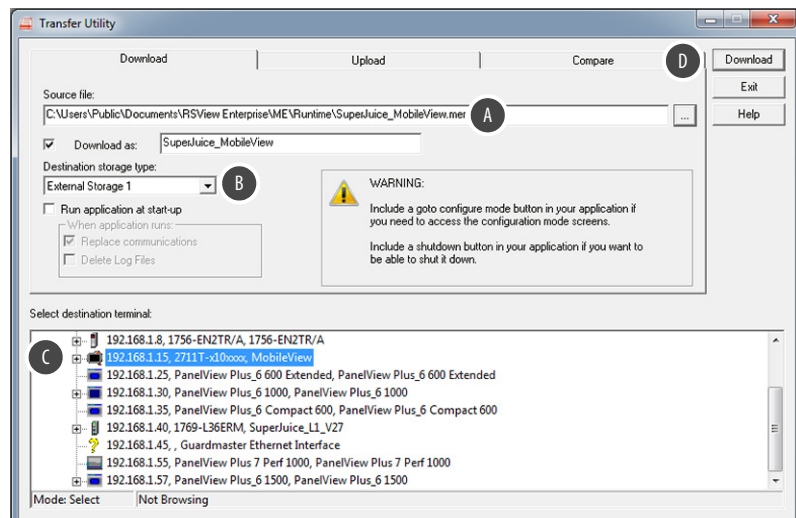 Transfer Utility
Download
Upload
Compare
D
Download
Exit
Help
Source file:
C:\Users\Public\Documents\RSView Enterprise\ME\Runtime\SuperJuice_MobileView.mer
A
...
Download as:
SuperJuice_MobileView
Destination storage type:
External Storage 1
B
Run application at start-up
When application runs:
Replace communications
Delete Log Files
WARNING:
Include a goto configure mode button in your application if
you need to access the configuration mode screens.
Include a shutdown button in your application if you want to
be able to shut it down.
Select destination terminal:
C
192.168.1.8, 1756-EN2TR/A, 1756-EN2TR/A
192.168.1.15, 2711T-x10xxxx, MobileView
192.168.1.25, PanelView Plus_6 600 Extended, PanelView Plus_6 600 Extended
192.168.1.30, PanelView Plus_6 1000, PanelView Plus_6 1000
192.168.1.35, PanelView Plus_6 Compact 600, PanelView Plus_6 Compact 600
192.168.1.40, 1769-L36ERM, SuperJuice_L1_V27
192.168.1.45, , Guardmaster Ethernet Interface
192.168.1.55, PanelView Plus 7 Perf 1000, PanelView Plus 7 Perf 1000
192.168.1.57, PanelView Plus_6 1500, PanelView Plus_6 1500
Mode: Select
Not Browsing